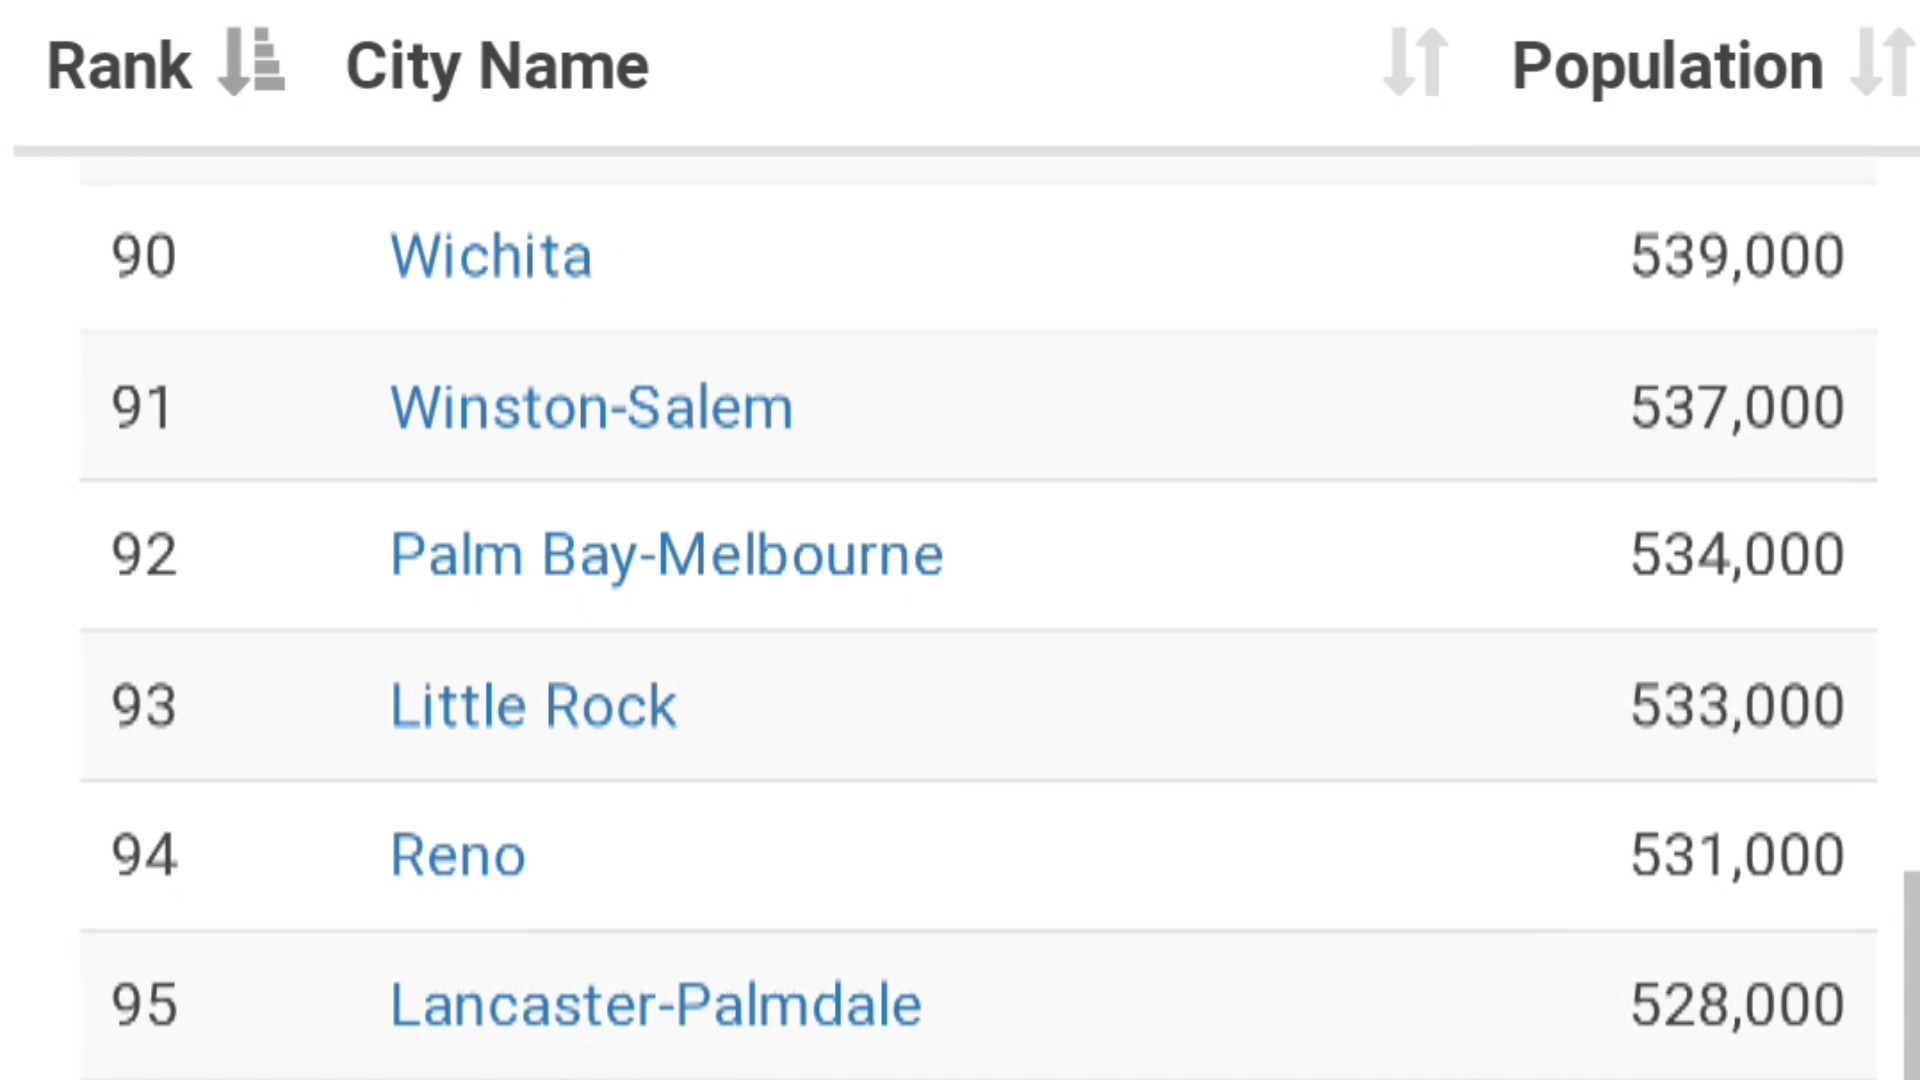 Rank City Name Population
90 Wichita 539,000
91 Winston-Salem 537,000
92 Palm Bay-Melbourne 534,000
93 Little Rock 533,000
94 Reno 531,000
95 Lancaster-Palmdale 528,000